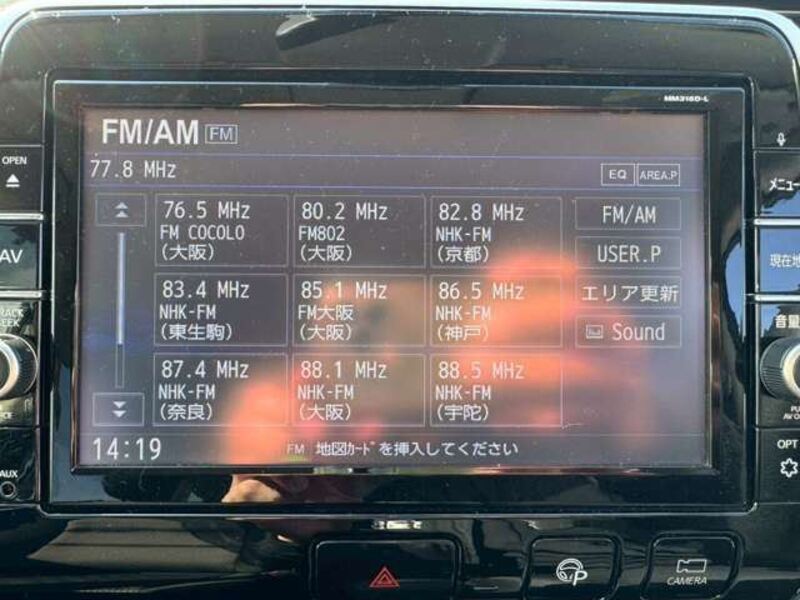 MM316D-L
FM/AM FM
77.8 MHz
EQ AREA.P
76.5 MHz
FM COCOLO
(大阪)
80.2 MHz
FM802
(大阪)
82.8 MHz
NHK-FM
(京都)
FM/AM
USER.P
83.4 MHz
NHK-FM
(東生駒)
85.1 MHz
FM大阪
(大阪)
86.5 MHz
NHK-FM
(神戸)
エリア更新
Sound
87.4 MHz
NHK-FM
(奈良)
88.1 MHz
NHK-FM
(大阪)
88.5 MHz
NHK-FM
(宇陀)
14:19
FM 地図ｶｰﾄﾞを挿入してください
OPEN
AV
AUX
メニュー
現在地
音量
OPT
P
CAMERA